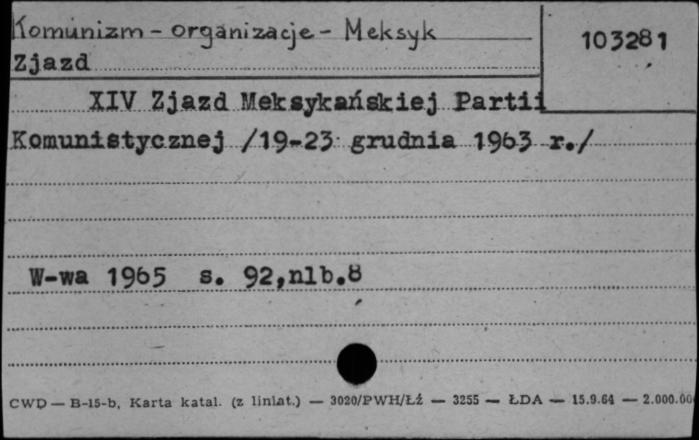 Komunizm - organizacje - Meksyk
103281
Zjazd
XIV Zjazd Meksykańskiej Partii
Komunistycznej /19-23 grudnia 1963 r./
W-wa 1965 s. 92,nlb.8
CWD — B-15-b, Karta katal. (z liniat.) — 3020/PWH/Łź — 3255 — ŁDA — 15.9.64 — 2.000.00